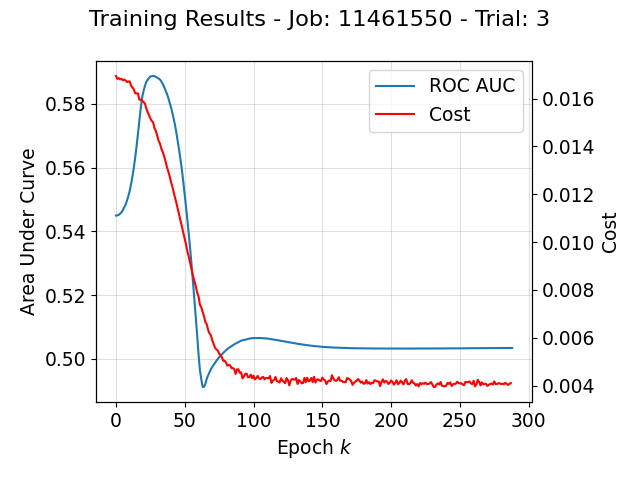 Training Results - Job: 11461550 - Trial: 3
ROC AUC
Cost
Area Under Curve
0.58
0.56
0.54
0.52
0.50
0.016
0.014
0.012
0.010
0.008
0.006
0.004
Cost
0 50 100 150 200 250 300
Epoch k